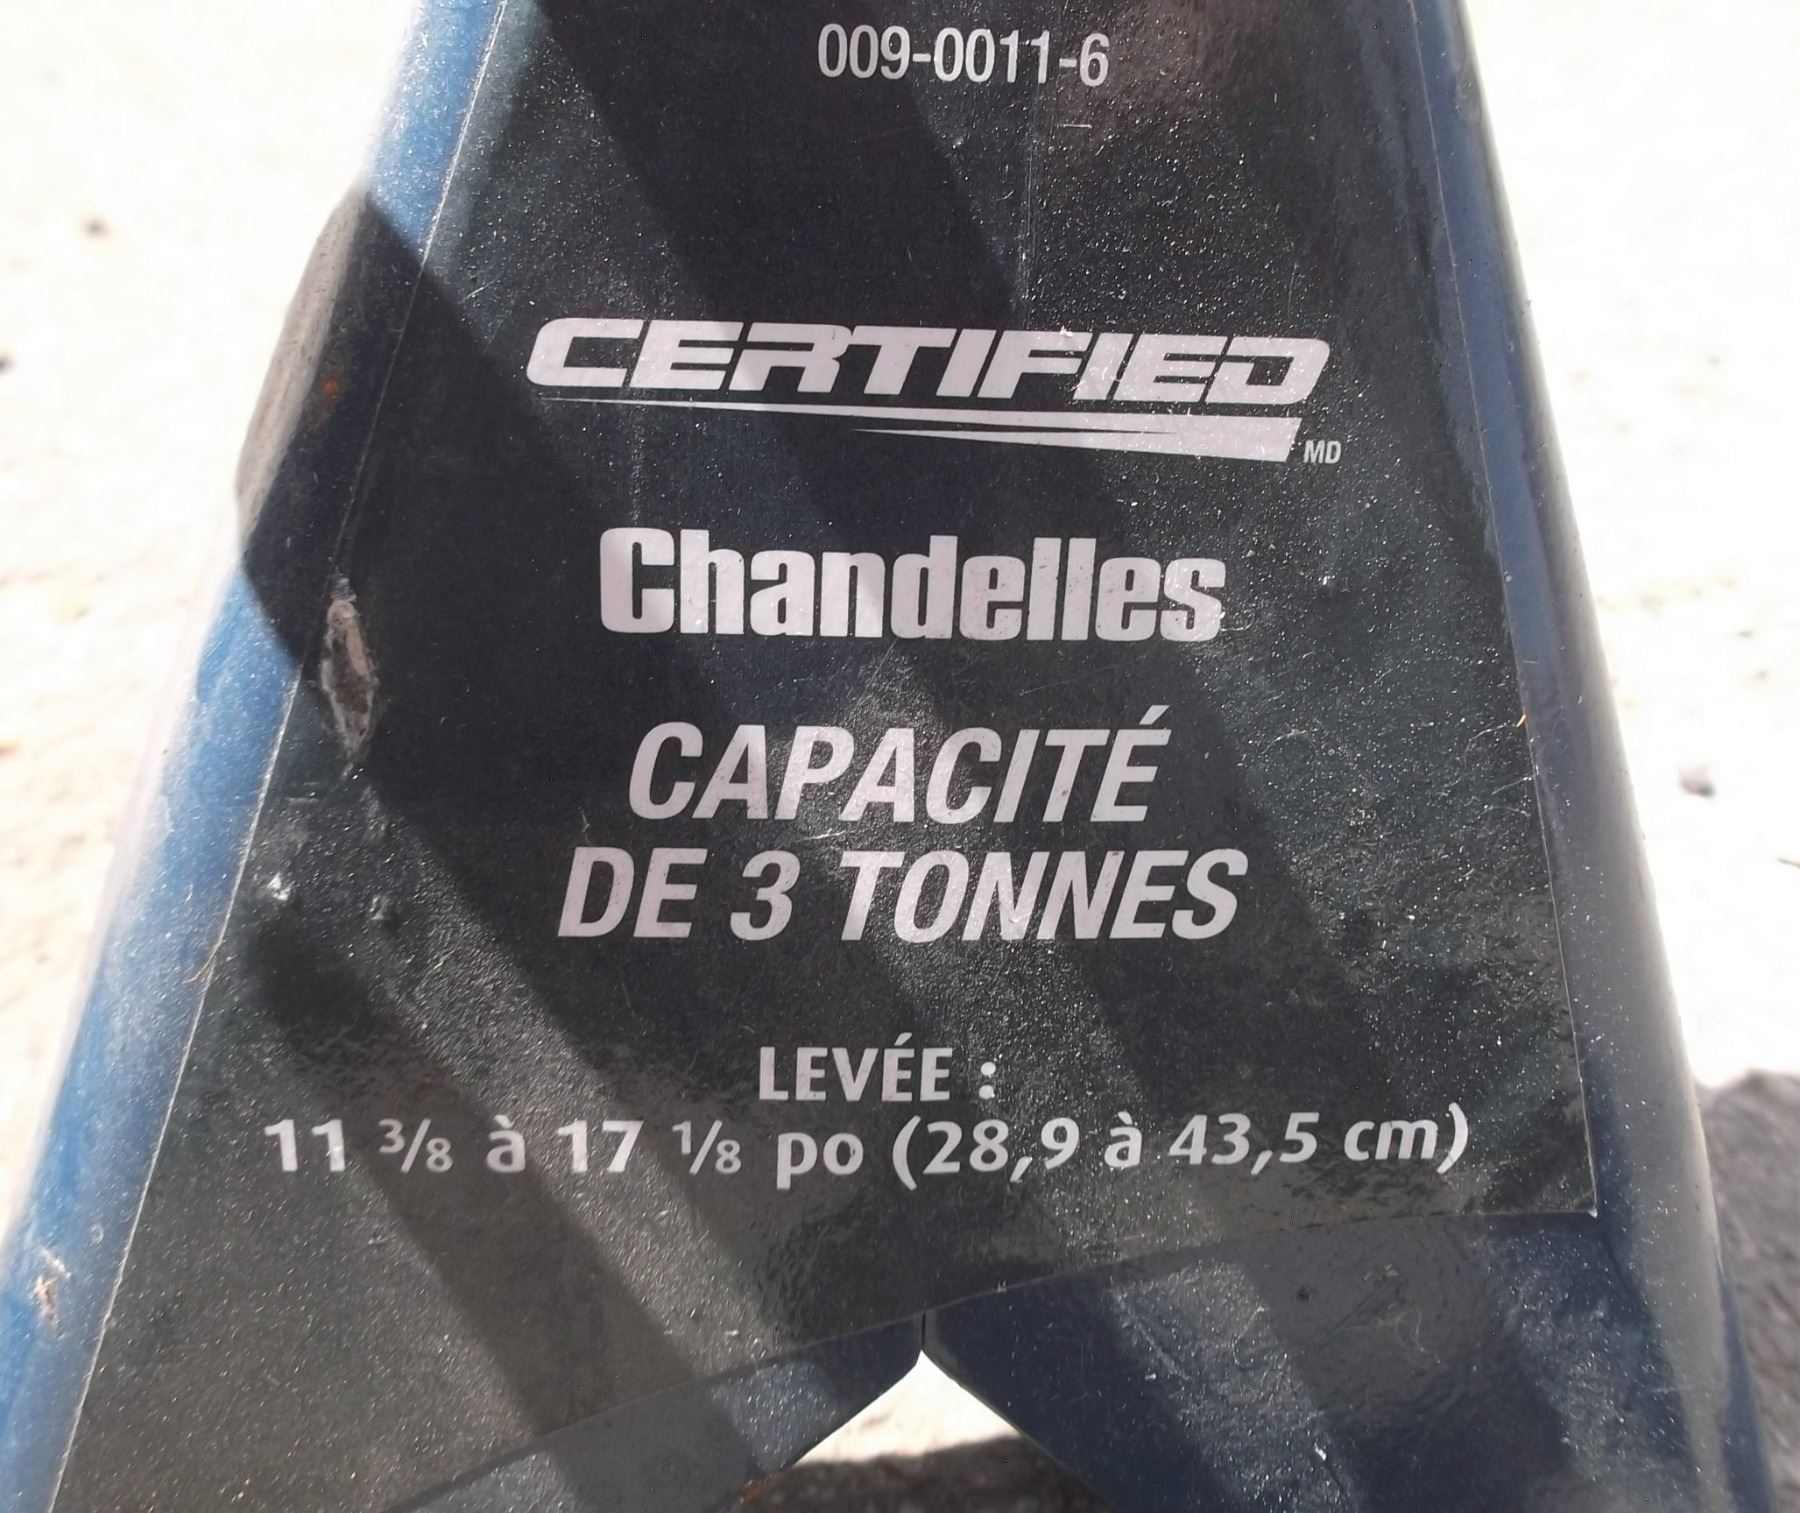 009-0011-6
CERTIFIED
MD
Chandelles
CAPACITÉ
DE 3 TONNES
LEVÉE :
11 3/8 à 17 1/8 po (28,9 à 43,5 cm)